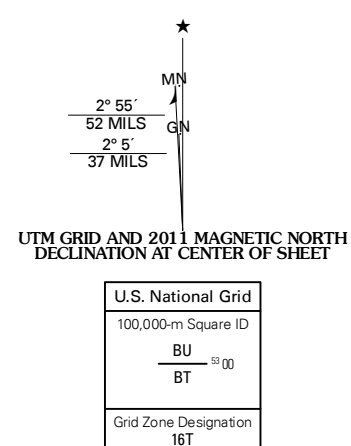 ★
MN
2° 55´
52 MILS
GN
2° 5´
37 MILS
UTM GRID AND 2011 MAGNETIC NORTH
DECLINATION AT CENTER OF SHEET
U.S. National Grid
100,000-m Square ID
BU
53 00
BT
Grid Zone Designation
16T